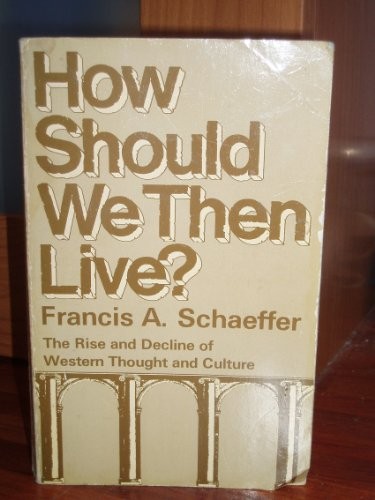 How
Should
We Then
Live?
Francis A. Schaeffer
The Rise and Decline of
Western Thought and Culture